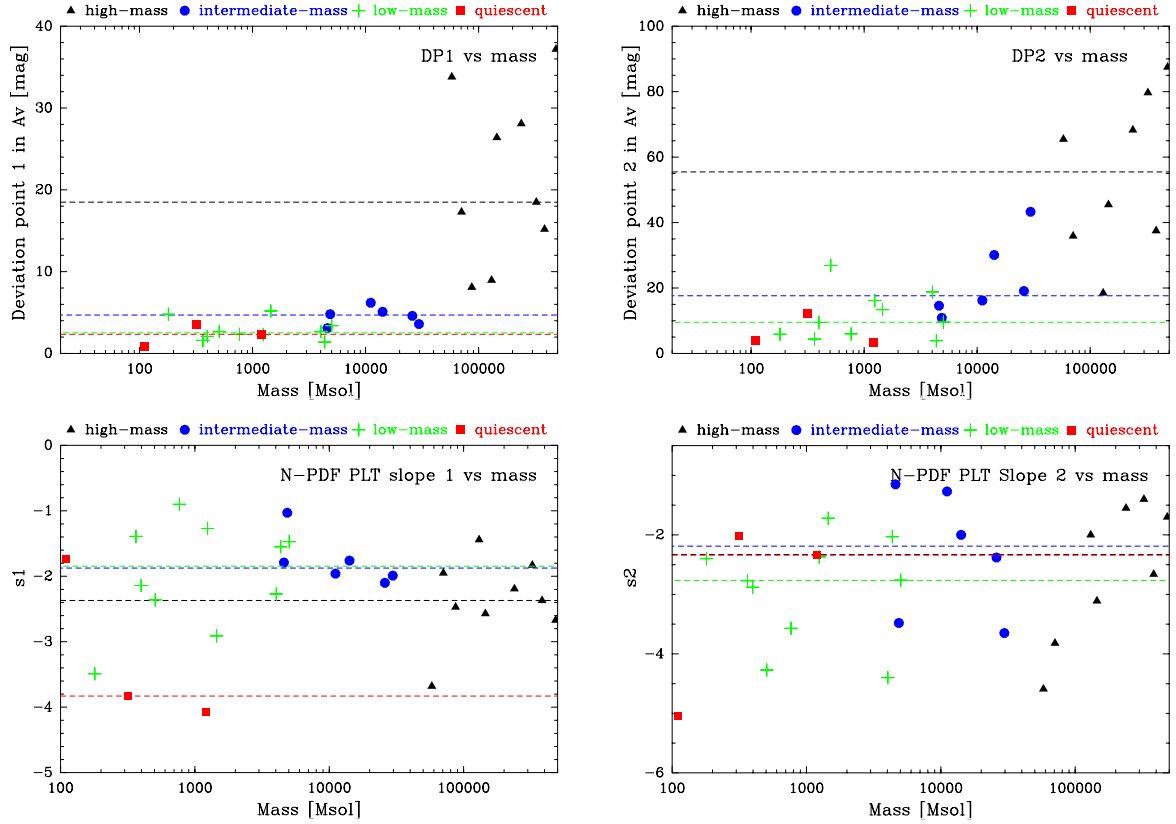 high-mass intermediate-mass low-mass quiescent
DP1 vs mass
Deviation point 1 in Av [mag]
40
30
20
10
0
100 1000 10000 100000
Mass [Msol]
high-mass intermediate-mass low-mass quiescent
DP2 vs mass
Deviation point 2 in Av [mag]
100
80
60
40
20
0
100 1000 10000 100000
Mass [Msol]
high-mass intermediate-mass low-mass quiescent
N-PDF PLT slope 1 vs mass
s1
0
-1
-2
-3
-4
-5
100 1000 10000 100000
Mass [Msol]
high-mass intermediate-mass low-mass quiescent
N-PDF PLT Slope 2 vs mass
s2
-2
-4
-6
100 1000 10000 100000
Mass [Msol]